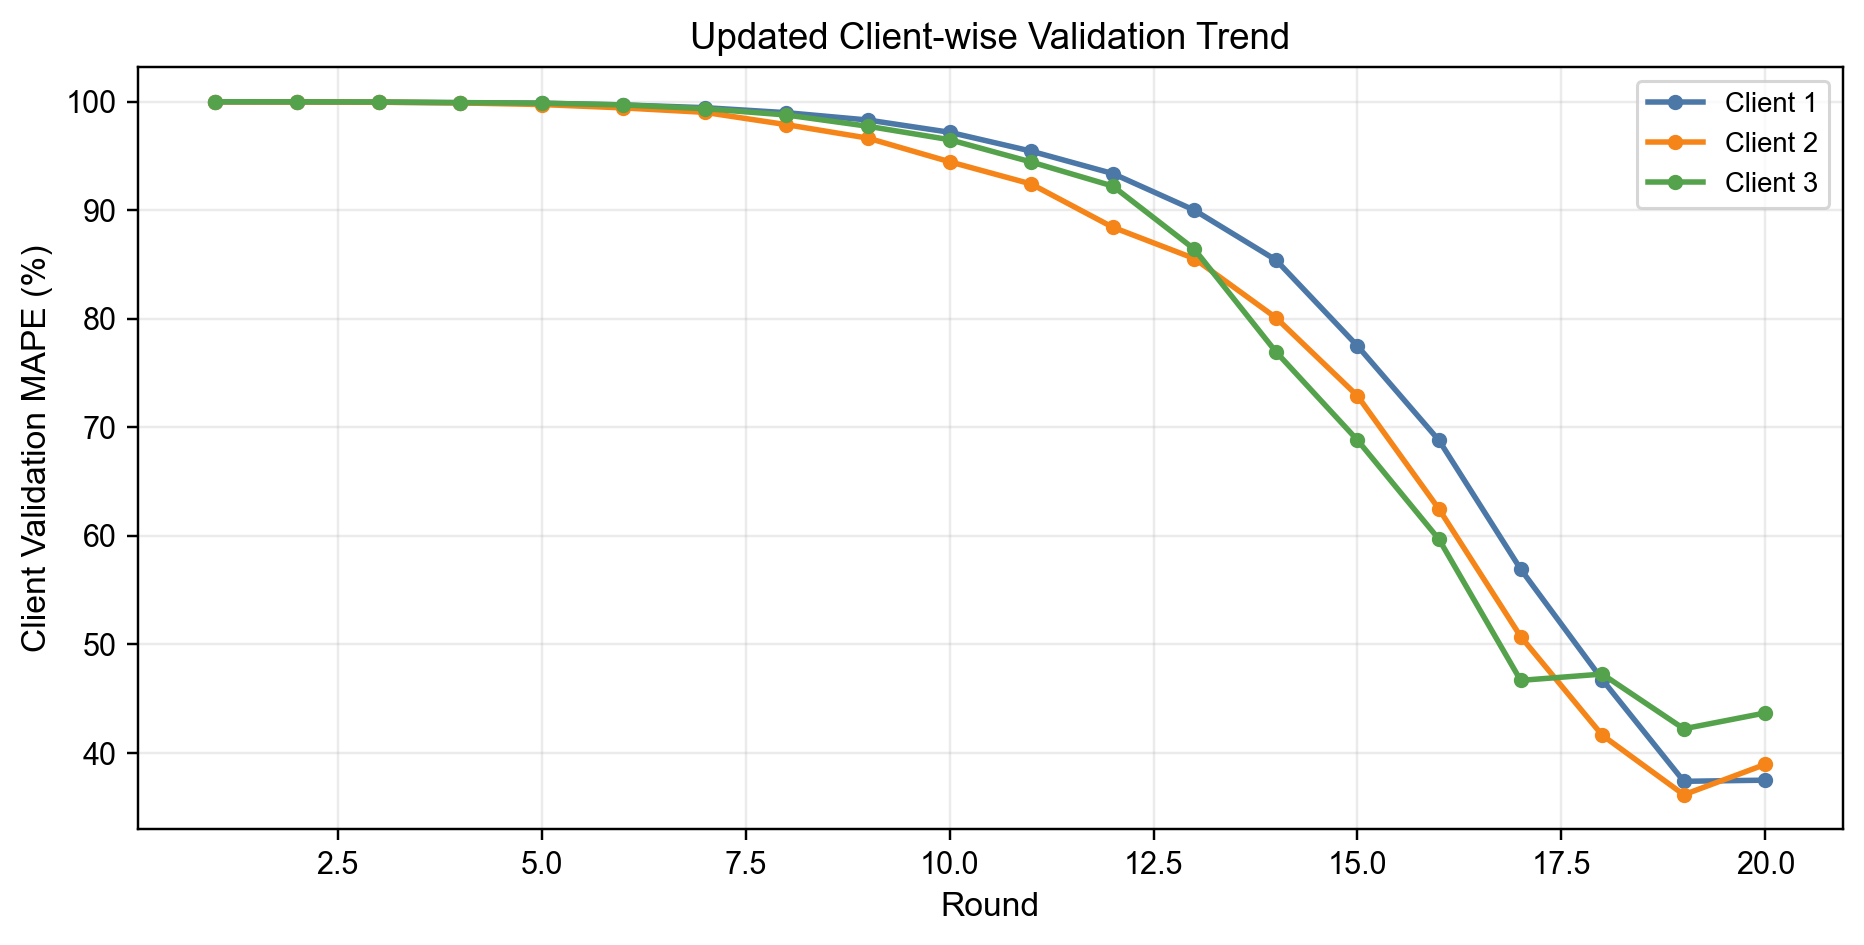 Updated Client-wise Validation Trend
Client Validation MAPE (%)
100
90
80
70
60
50
40
Client 1
Client 2
Client 3
2.5 5.0 7.5 10.0 12.5 15.0 17.5 20.0
Round